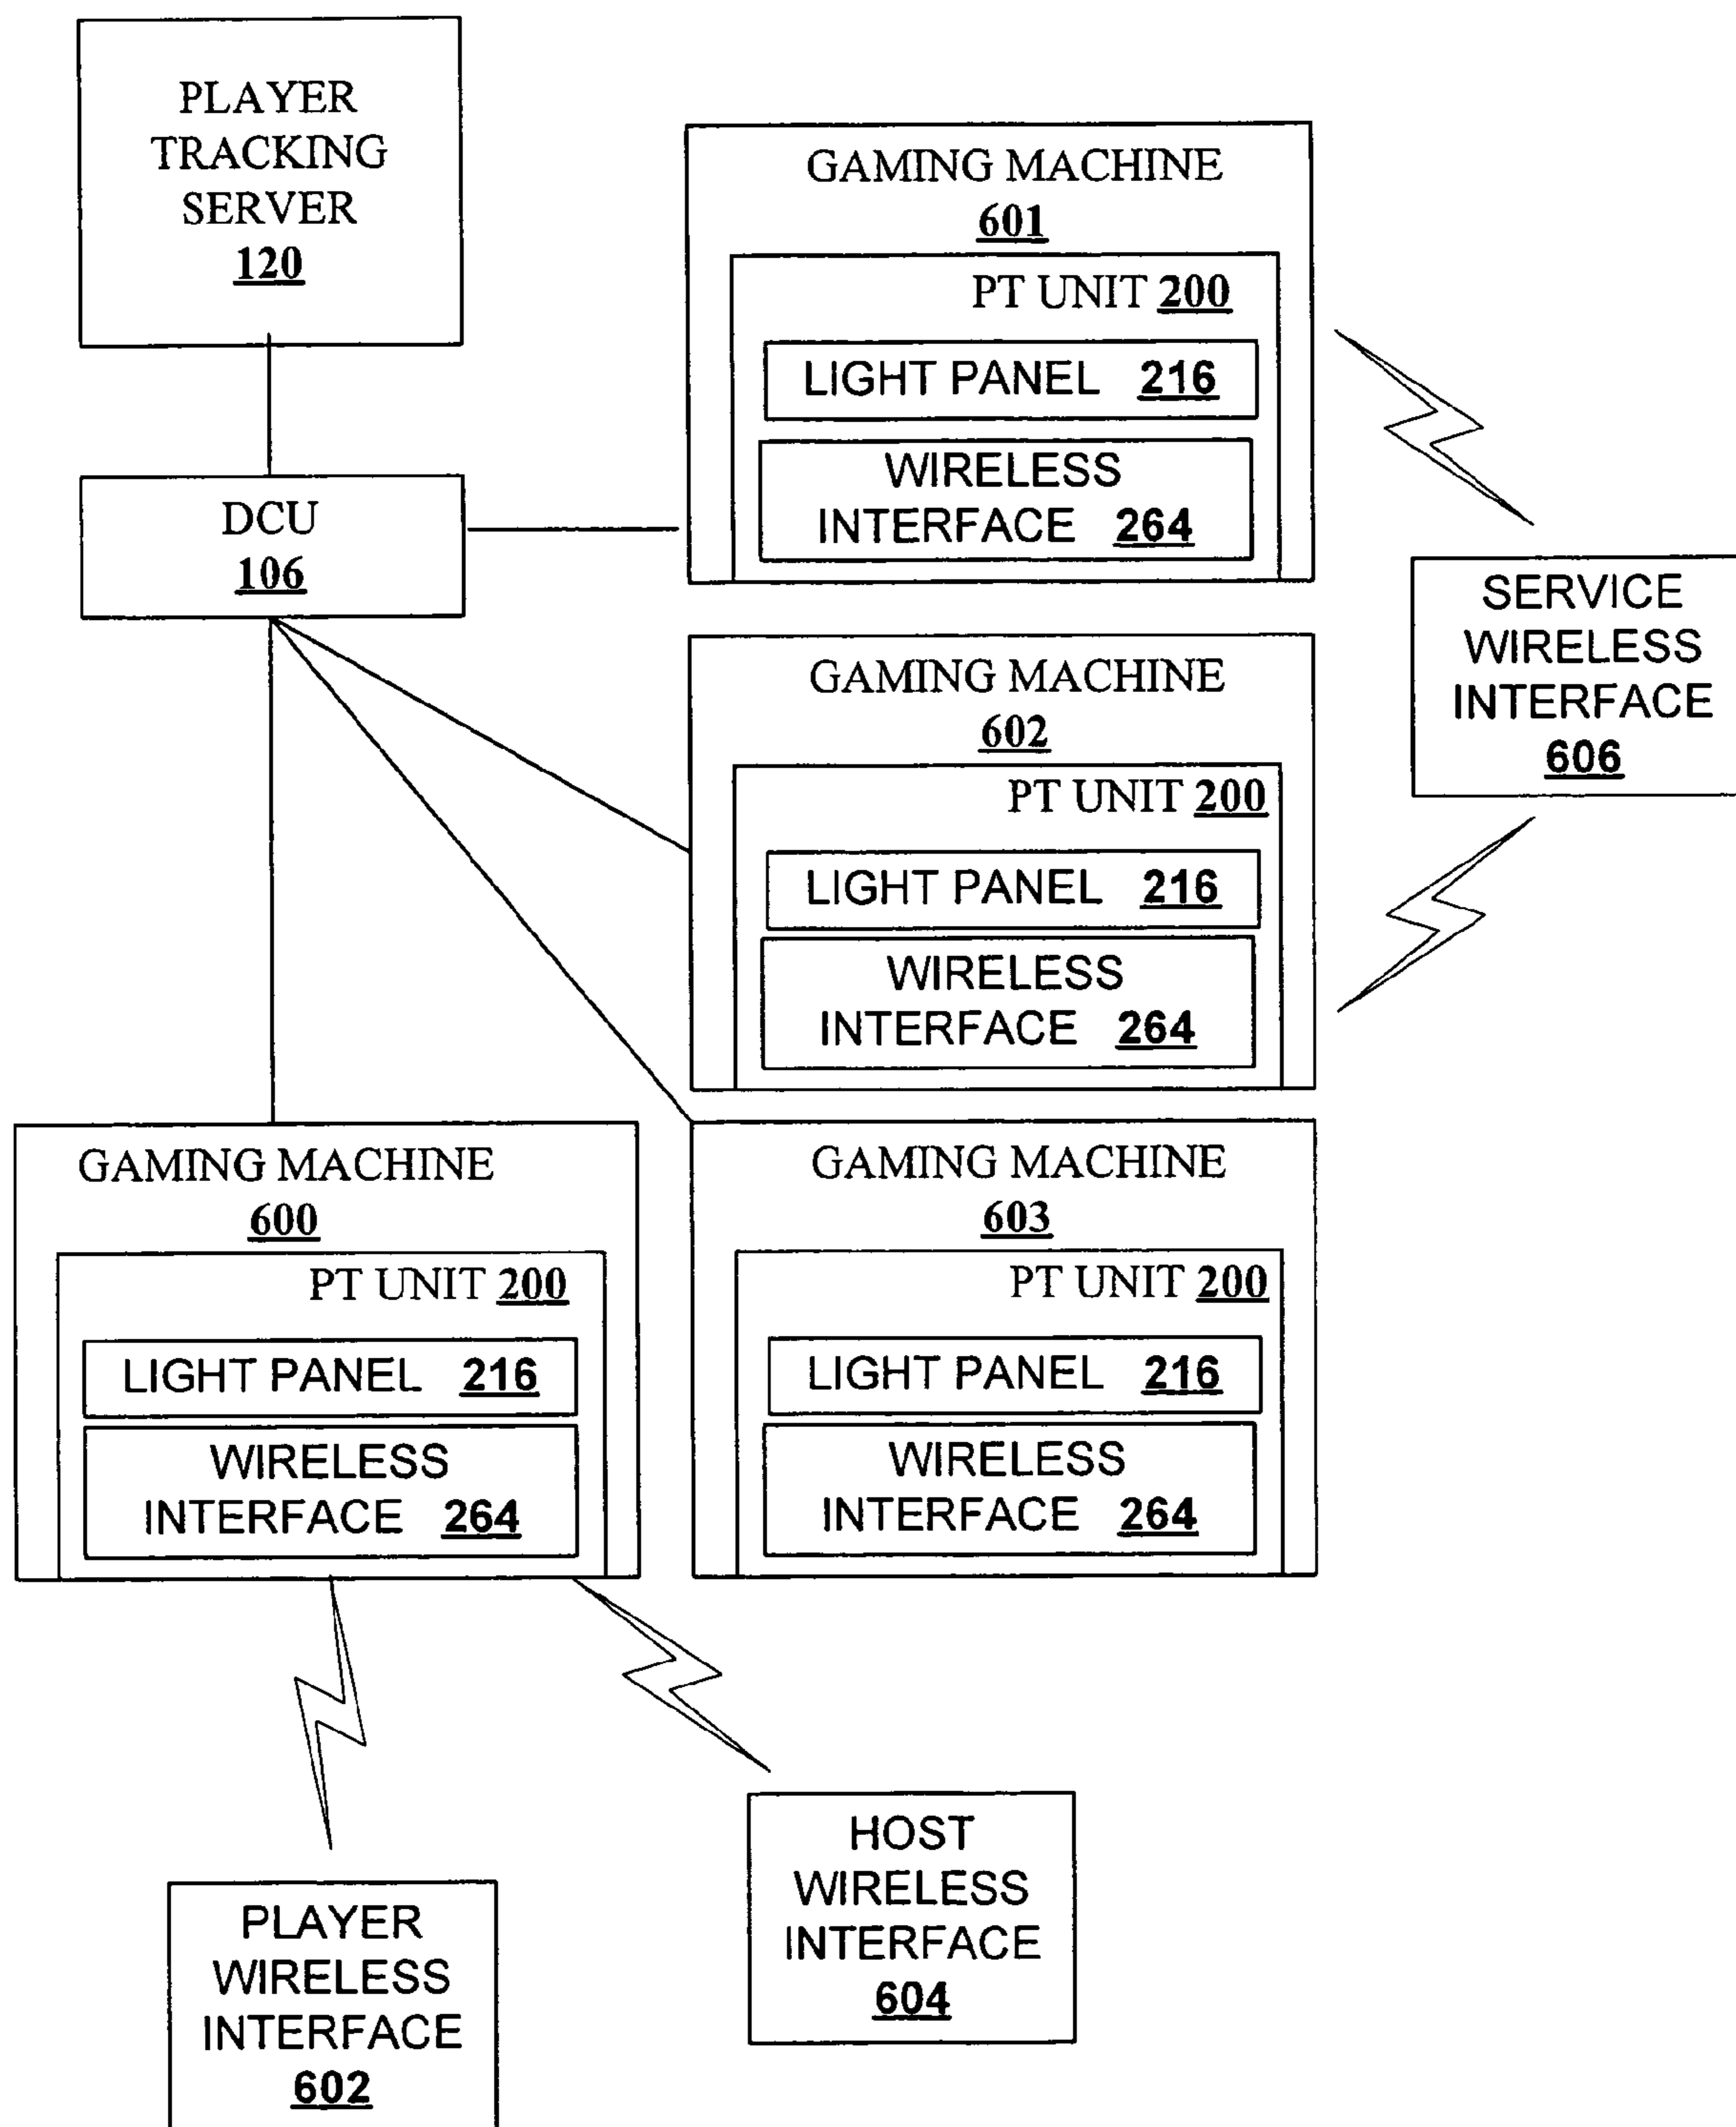 PLAYER
TRACKING
SERVER
120
GAMING MACHINE
601
PT UNIT 200
LIGHT PANEL 216
WIRELESS
INTERFACE 264
DCU
106
SERVICE
WIRELESS
INTERFACE
606
GAMING MACHINE
602
PT UNIT 200
LIGHT PANEL 216
WIRELESS
INTERFACE 264
GAMING MACHINE
600
PT UNIT 200
LIGHT PANEL 216
WIRELESS
INTERFACE 264
GAMING MACHINE
603
PT UNIT 200
LIGHT PANEL 216
WIRELESS
INTERFACE 264
HOST
WIRELESS
INTERFACE
604
PLAYER
WIRELESS
INTERFACE
602